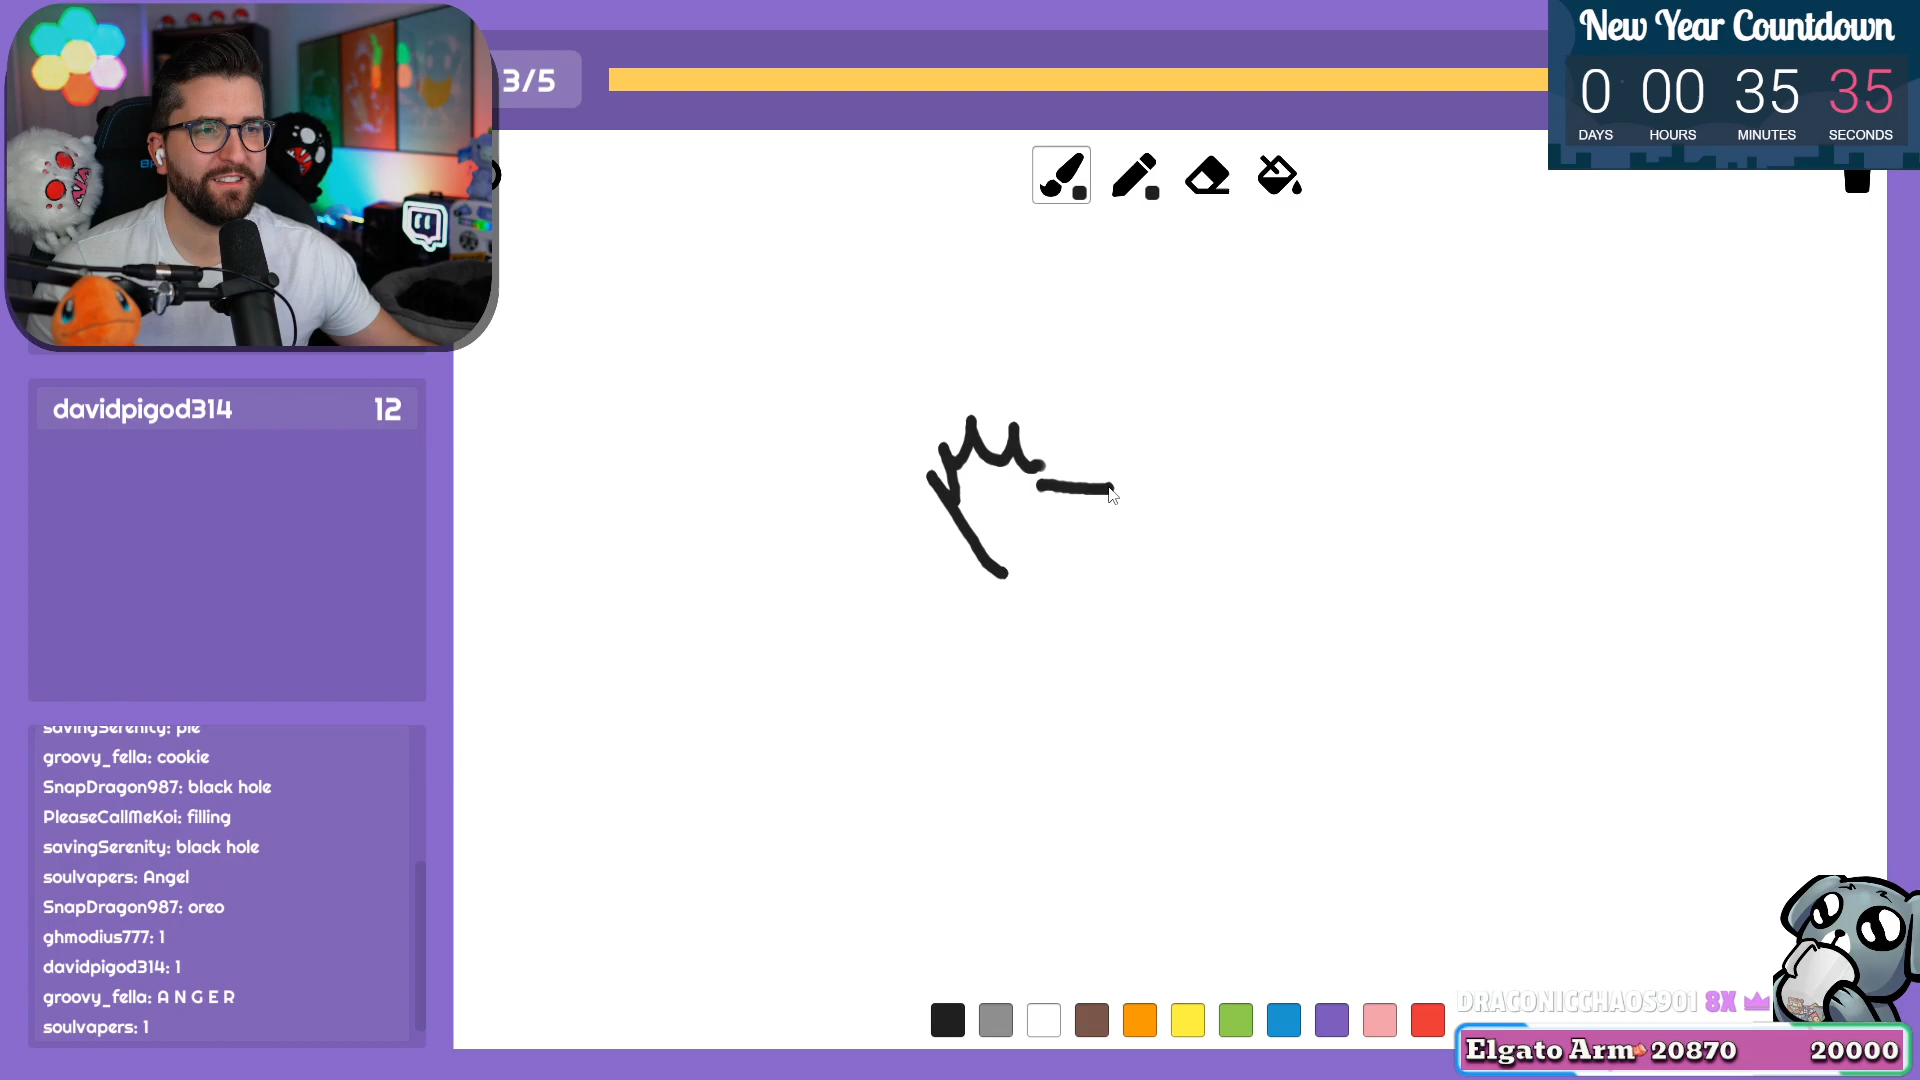 New Year Countdown
3/5
0 00 35 35
DAYS HOURS MINUTES SECONDS
davidpigod314 12
savingSerenity: pie
groovy_fella: cookie
SnapDragon987: black hole
PleaseCallMeKoi: filling
savingSerenity: black hole
soulvapers: Angel
SnapDragon987: oreo
ghmodius777: 1
davidpigod314: 1
groovy_fella: A N G E R
soulvapers: 1
DRACONICCHAOS901 8X
Elgato Arm 20870 20000